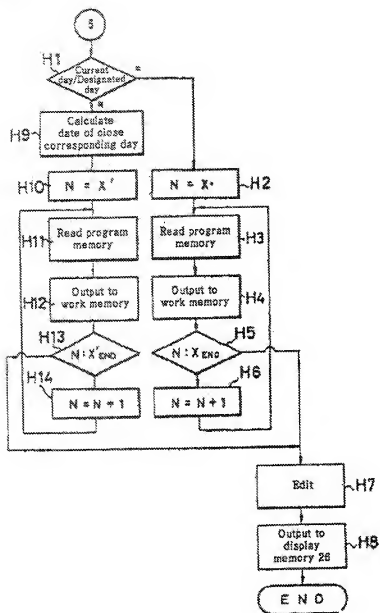 5
H1
Current
day/Designated
day
=
≠
H9
Calculate
date of close
corresponding day
H10
N = X'
N = X
H2
H11
Read program
memory
Read program
memory
H3
H12
Output to
work memory
Output to
work memory
H4
H13
N : X'END
N : XEND
H5
H14
N = N + 1
N = N + 1
H6
Edit
H7
Output to
display
memory 26
H8
END